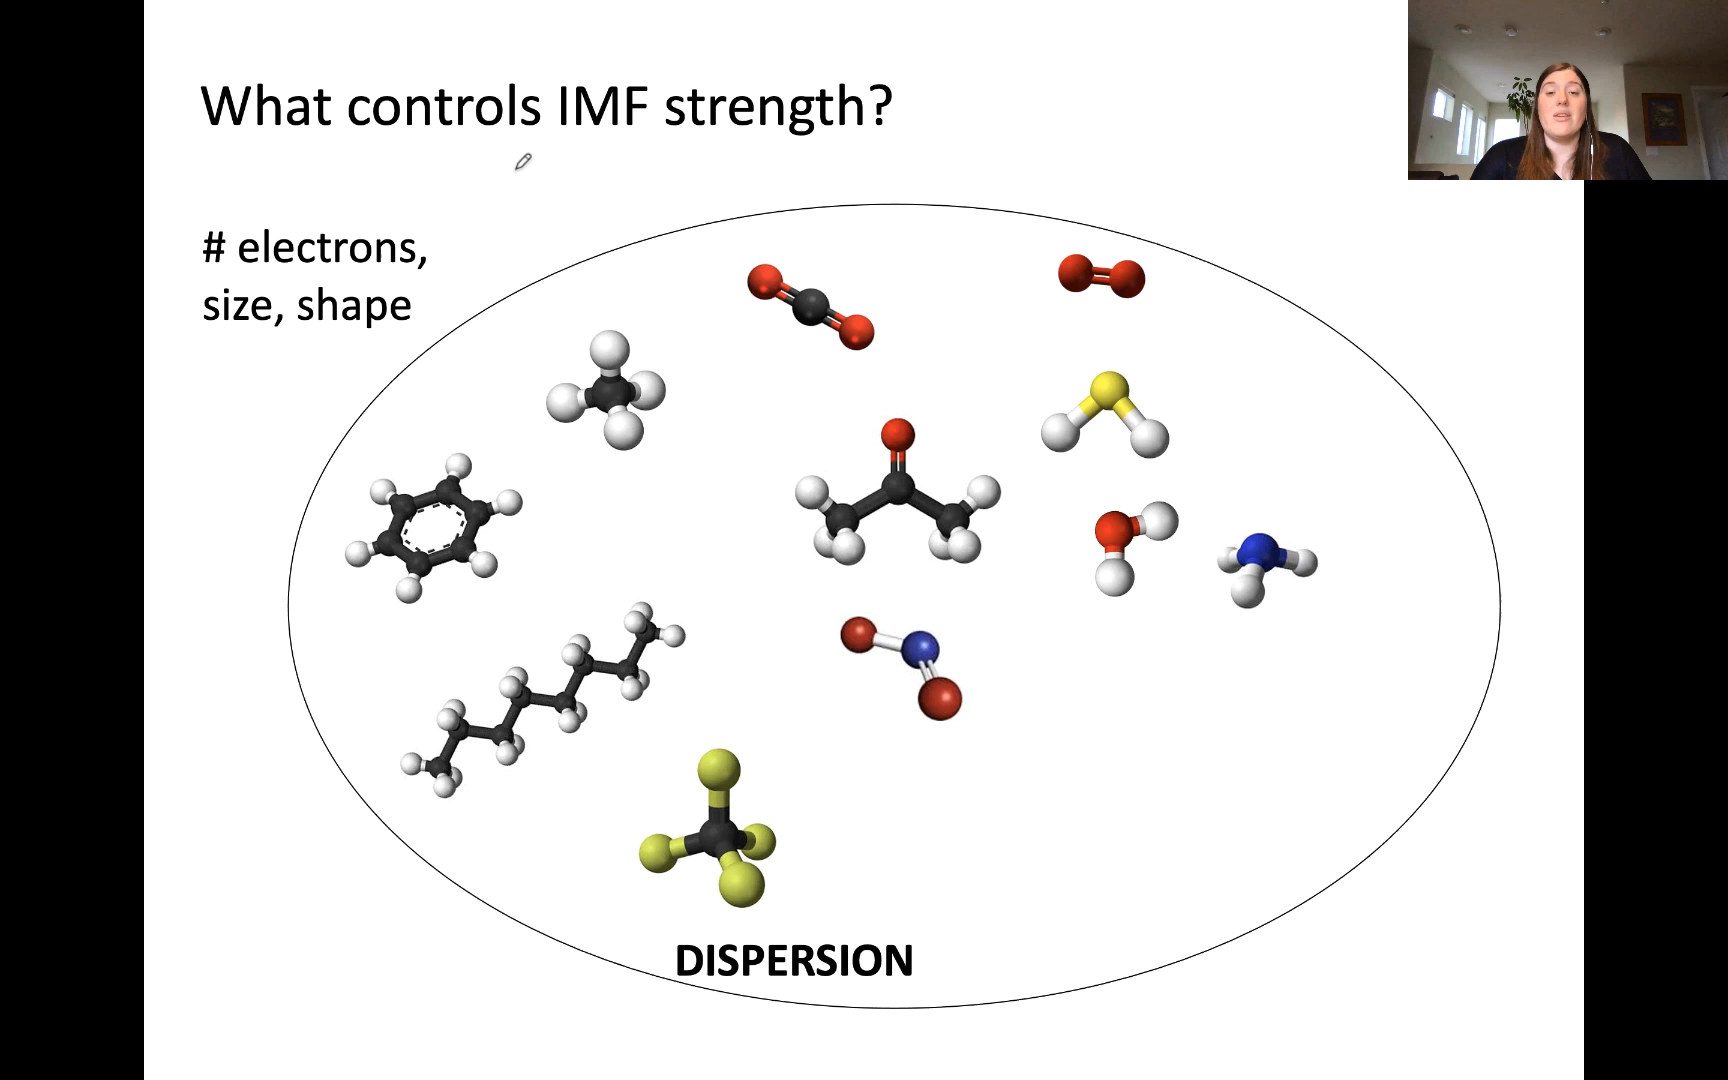 What controls IMF strength?
# electrons,
size, shape
DISPERSION